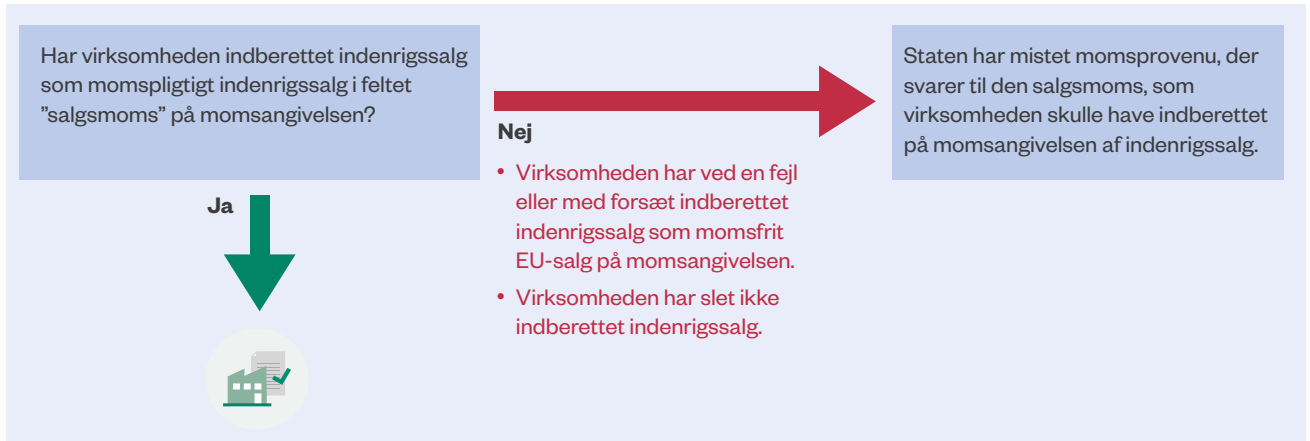 Har virksomheden indberettet indenrigssalg
som momspligtigt indenrigssalg i feltet
”salgsmoms” på momsangivelsen?
Ja
Nej
• Virksomheden har ved en fejl
eller med forsæt indberettet
indenrigssalg som momsfrit
EU-salg på momsangivelsen.
• Virksomheden har slet ikke
indberettet indenrigssalg.
Staten har mistet momsprovenu, der
svarer til den salgsmoms, som
virksomheden skulle have indberettet
på momsangivelsen af indenrigssalg.